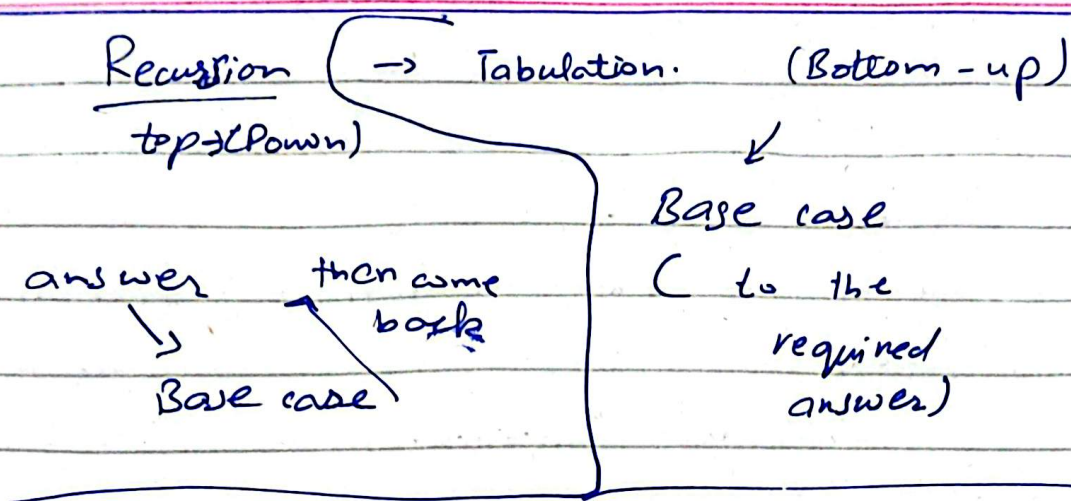 Recursion → Tabulation. (Bottom-up)
top→(Down)
Base case
( to the
required
answer)
answer then come
back
Base case